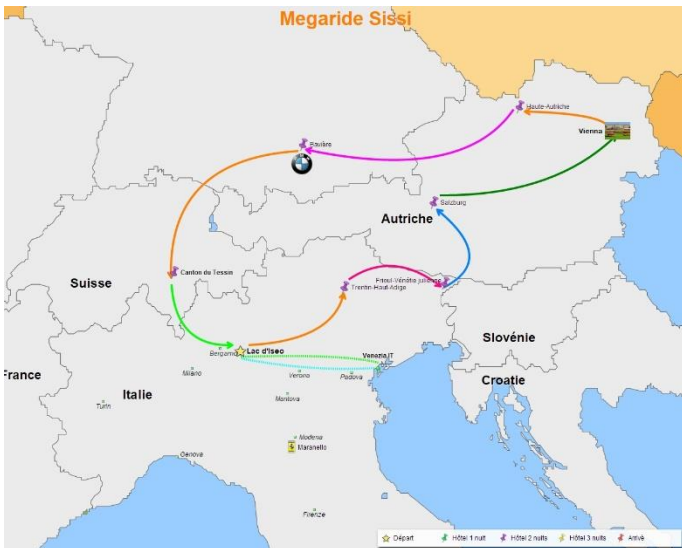 Megaride Sissi
Haute-Autriche
Vienna
Bavière
Salzburg
Autriche
Suisse
Canton du Tessin
Frioul-Vénétie julienne
Trentin-Haut-Adige
Slovénie
Bergamo
Lac d'Iseo
Venezia IT
France
Milano
Verona
Padova
Croatie
Italie
Mantova
Turin
Modena
Maranello
Genova
Firenze
Départ
Hôtel 1 nuit
Hôtel 2 nuits
Hôtel 3 nuits
Arrivé